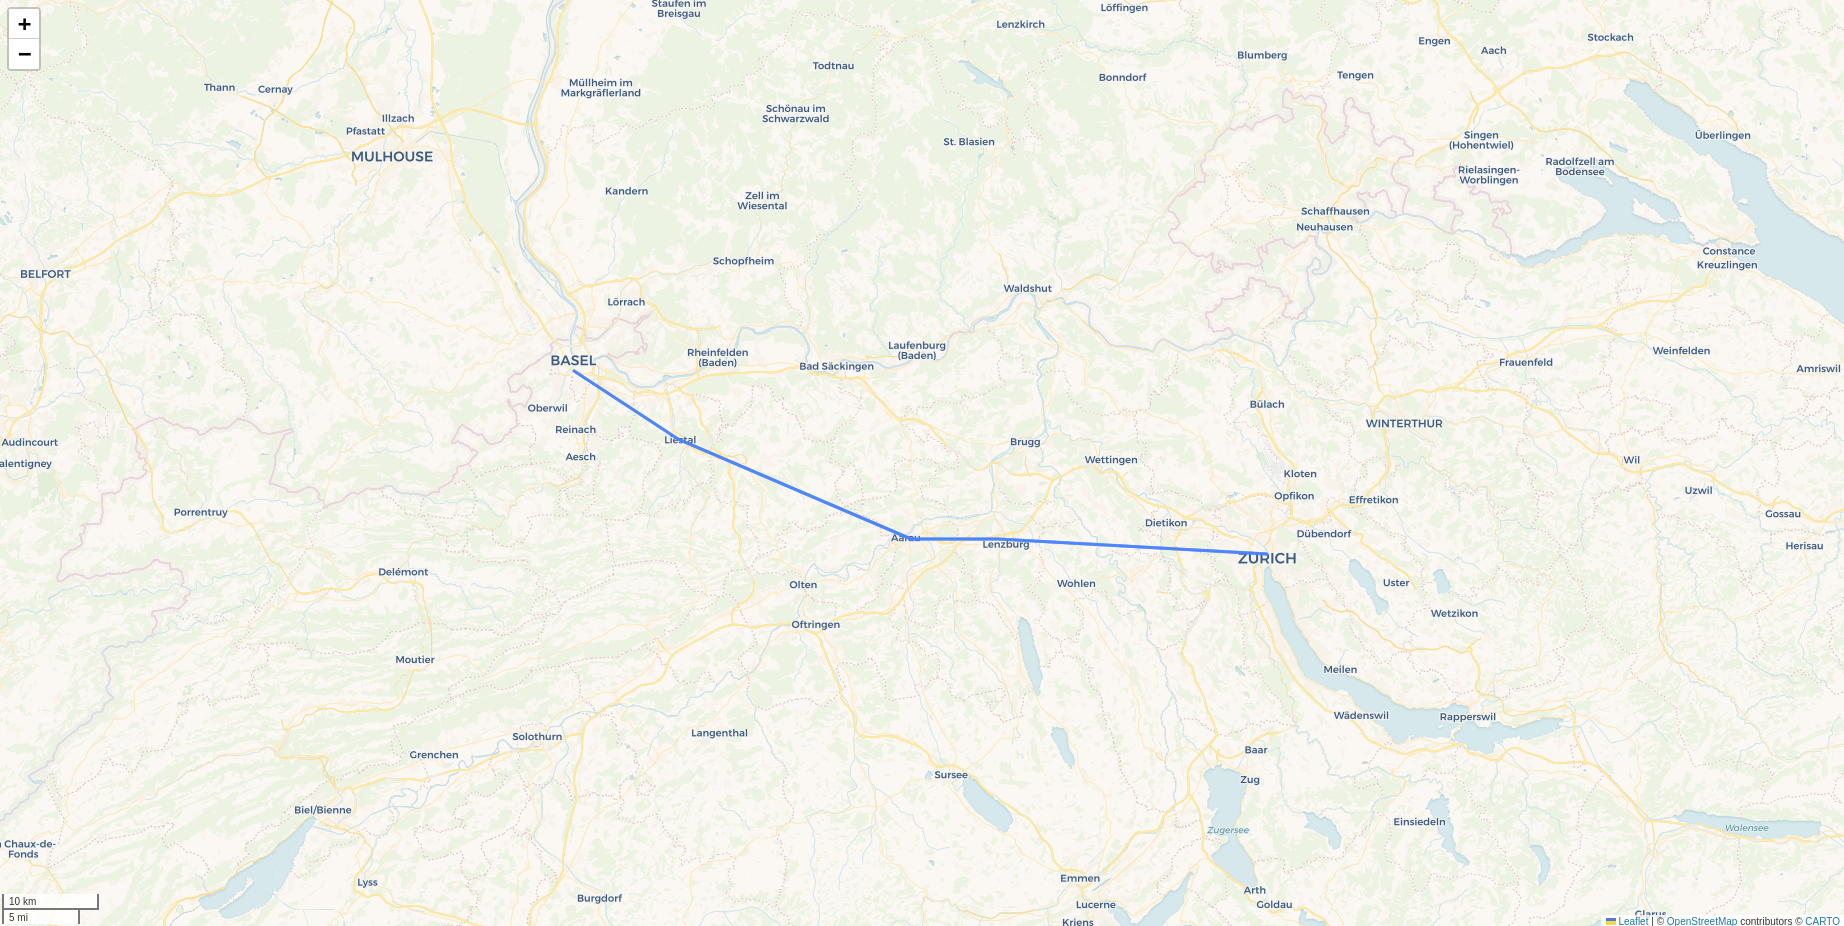 +
−
Staufen im
Breisgau
Löffingen
Lenzkirch
Engen
Stockach
Aach
Blumberg
Todtnau
Tengen
Bonndorf
Thann
Cernay
Müllheim im
Markgräflerland
Schönau im
Schwarzwald
Illzach
Pfastatt
Singen
(Hohentwiel)
Überlingen
St. Blasien
MULHOUSE
Radolfzell am
Bodensee
Rielasingen-
Worblingen
Kandern
Zell im
Wiesental
Schaffhausen
Neuhausen
Constance
Kreuzlingen
Schopfheim
BELFORT
Waldshut
Lörrach
Laufenburg
(Baden)
Rheinfelden
(Baden)
Weinfelden
BASEL
Bad Säckingen
Frauenfeld
Amriswil
Oberwil
Bülach
WINTERTHUR
Reinach
Audincourt
Liestal
Brugg
Aesch
Wettingen
Wil
alentigney
Kloten
Uzwil
Opfikon
Effretikon
Porrentruy
Gossau
Dietikon
Dübendorf
Aarau
Lenzburg
Herisau
ZÜRICH
Delémont
Olten
Wohlen
Uster
Wetzikon
Oftringen
Moutier
Meilen
Wädenswil
Rapperswil
Langenthal
Solothurn
Grenchen
Baar
Sursee
Zug
Biel/Bienne
Einsiedeln
Zugersee
Walensee
a Chaux-de-
Fonds
Lyss
Emmen
Arth
Burgdorf
Lucerne
Goldau
10 km
5 mi
Kriens
Glarus
Leaflet | © OpenStreetMap contributors © CARTO